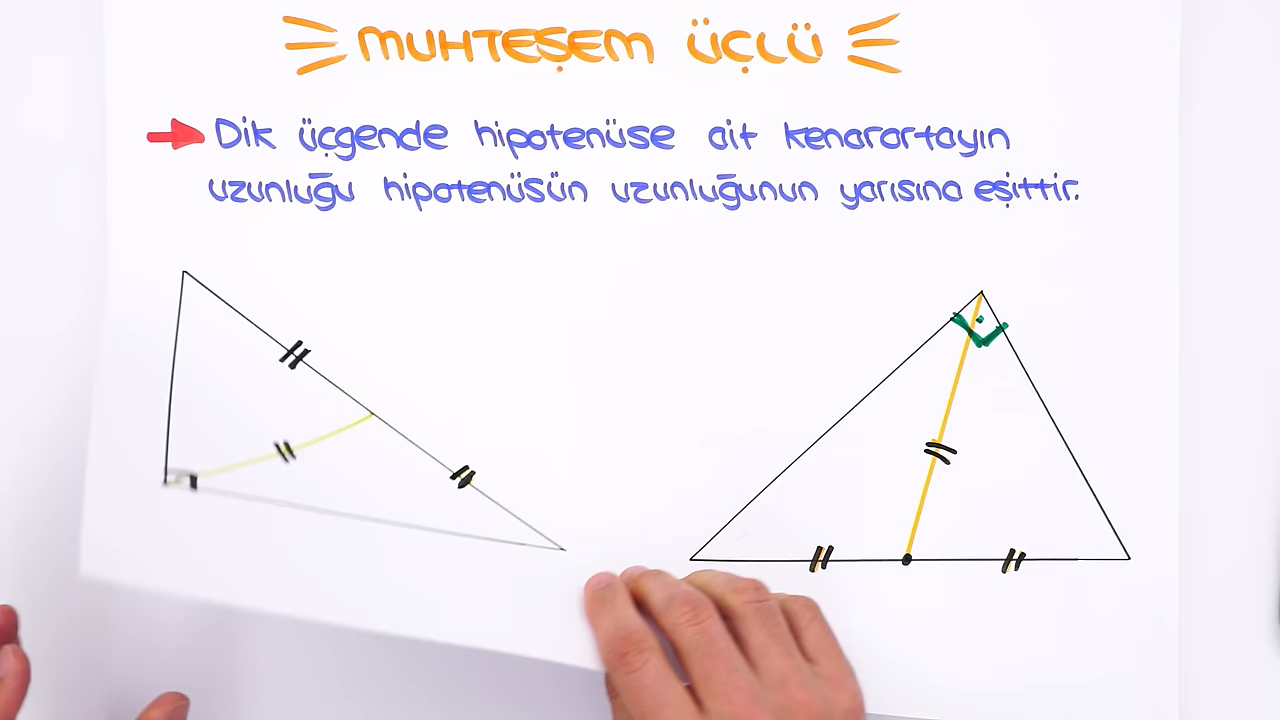 MUHTEŞEM ÜÇLÜ
Dik üçgende hipotenüse ait kenarortayın
uzunluğu hipotenüsün uzunluğunun yarısına eşittir.